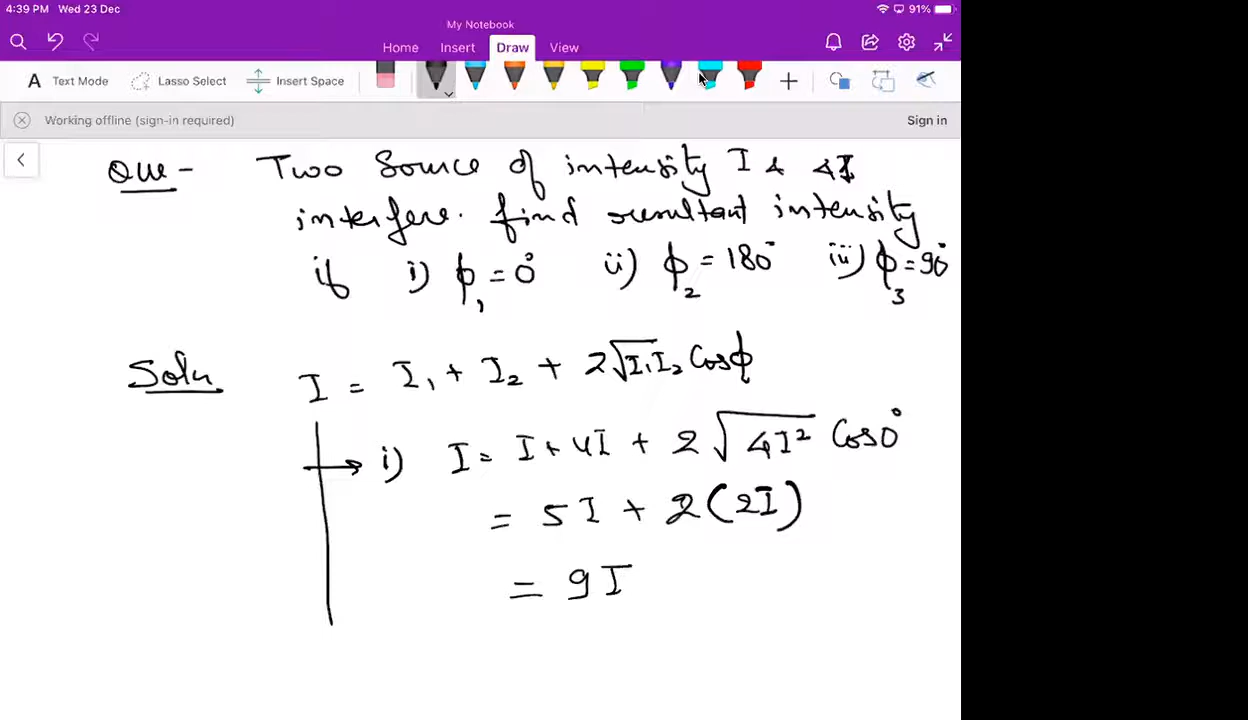 4:39 PM Wed 23 Dec
91%
My Notebook
Home Insert Draw View
A Text Mode Lasso Select Insert Space
Working offline (sign-in required) Sign in
Que - Two Source of intensity I & 4I
interfere. find resultant intensity
if i) φ₁ = 0° ii) φ₂ = 180° iii) φ₃ = 90°
Soln I = I₁ + I₂ + 2√I₁I₂ Cosφ
i) I = I + 4I + 2√4I² Cos0°
= 5I + 2(2I)
= 9I